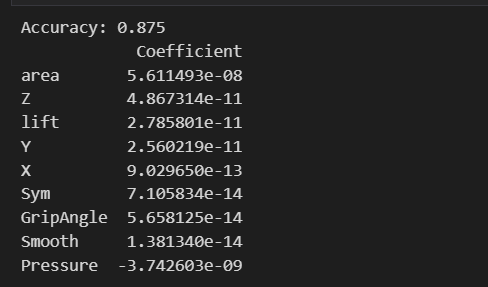 Accuracy: 0.875
Coefficient
area 5.611493e-08
Z 4.867314e-11
lift 2.785801e-11
Y 2.560219e-11
X 9.029650e-13
Sym 7.105834e-14
GripAngle 5.658125e-14
Smooth 1.381340e-14
Pressure -3.742603e-09